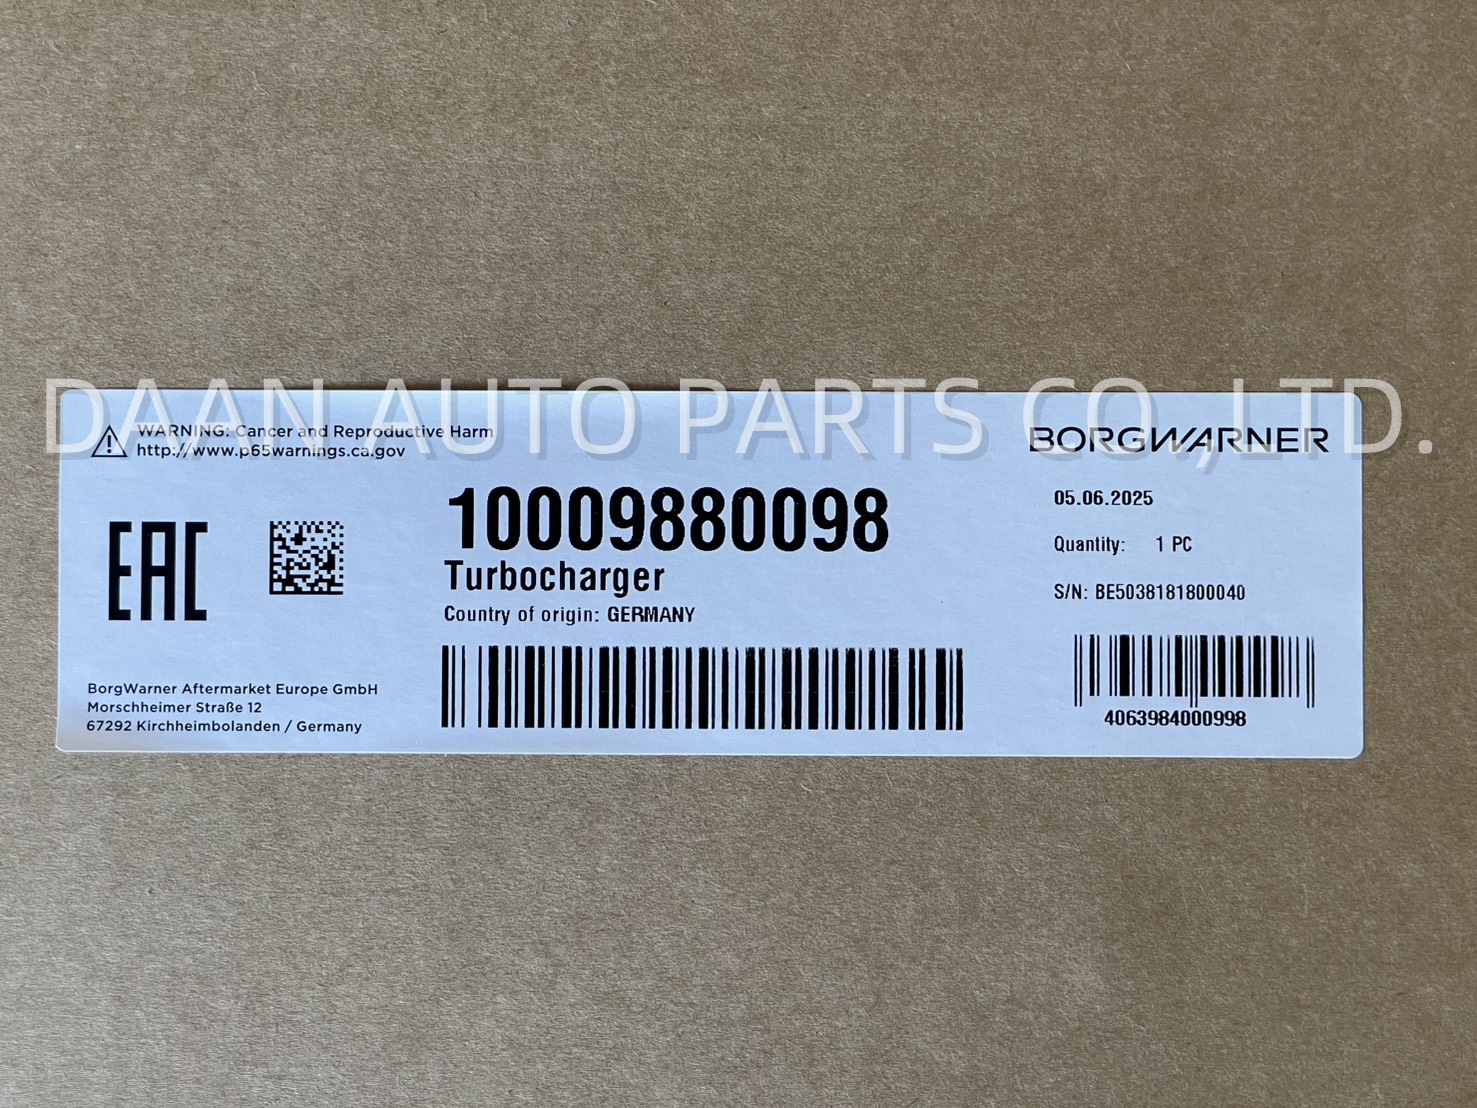 DAAN AUTO PARTS CO.,LTD.
WARNING: Cancer and Reproductive Harm
http://www.p65warnings.ca.gov
BORGWARNER
10009880098
Turbocharger
Country of origin: GERMANY
05.06.2025
Quantity: 1 PC
S/N: BE5038181800040
EAC
BorgWarner Aftermarket Europe GmbH
Morschheimer Straße 12
67292 Kirchheimbolanden / Germany
4063984000998